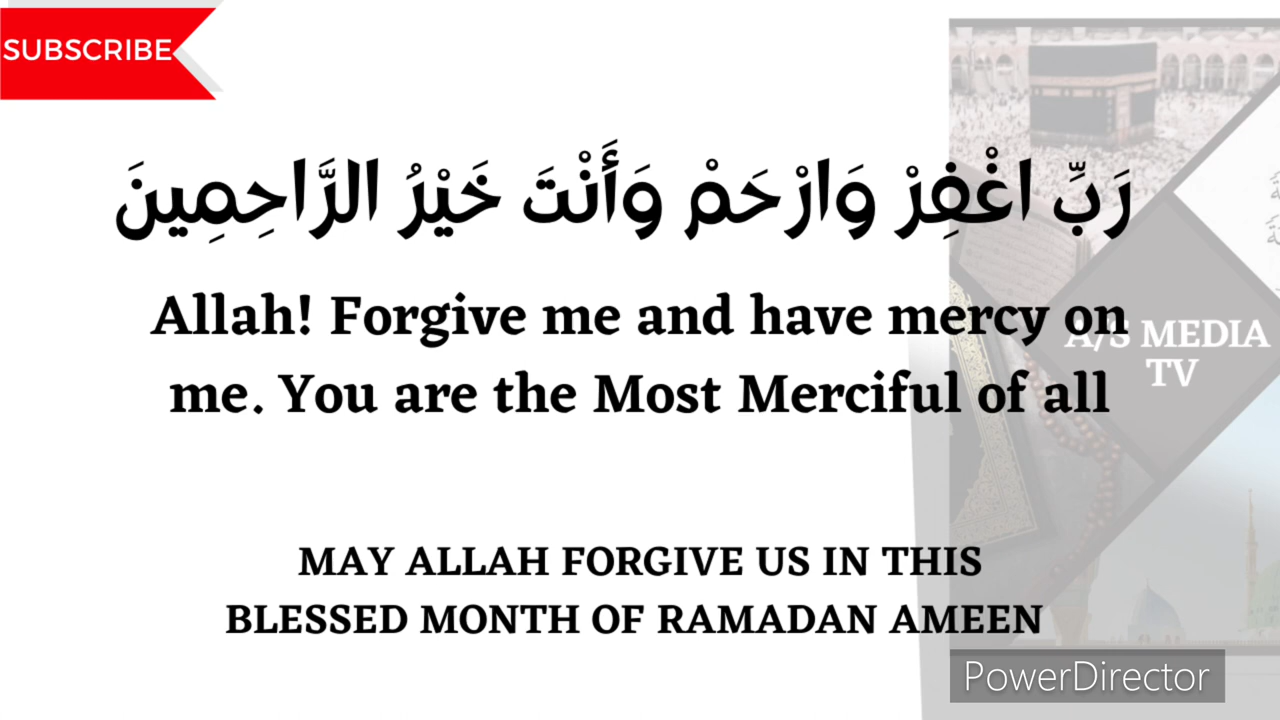 SUBSCRIBE
رَبِّ اغْفِرْ وَارْحَمْ وَأَنْتَ خَيْرُ الرَّاحِمِينَ
Allah! Forgive me and have mercy on
me. You are the Most Merciful of all
A/S MEDIA
TV
MAY ALLAH FORGIVE US IN THIS
BLESSED MONTH OF RAMADAN AMEEN
PowerDirector